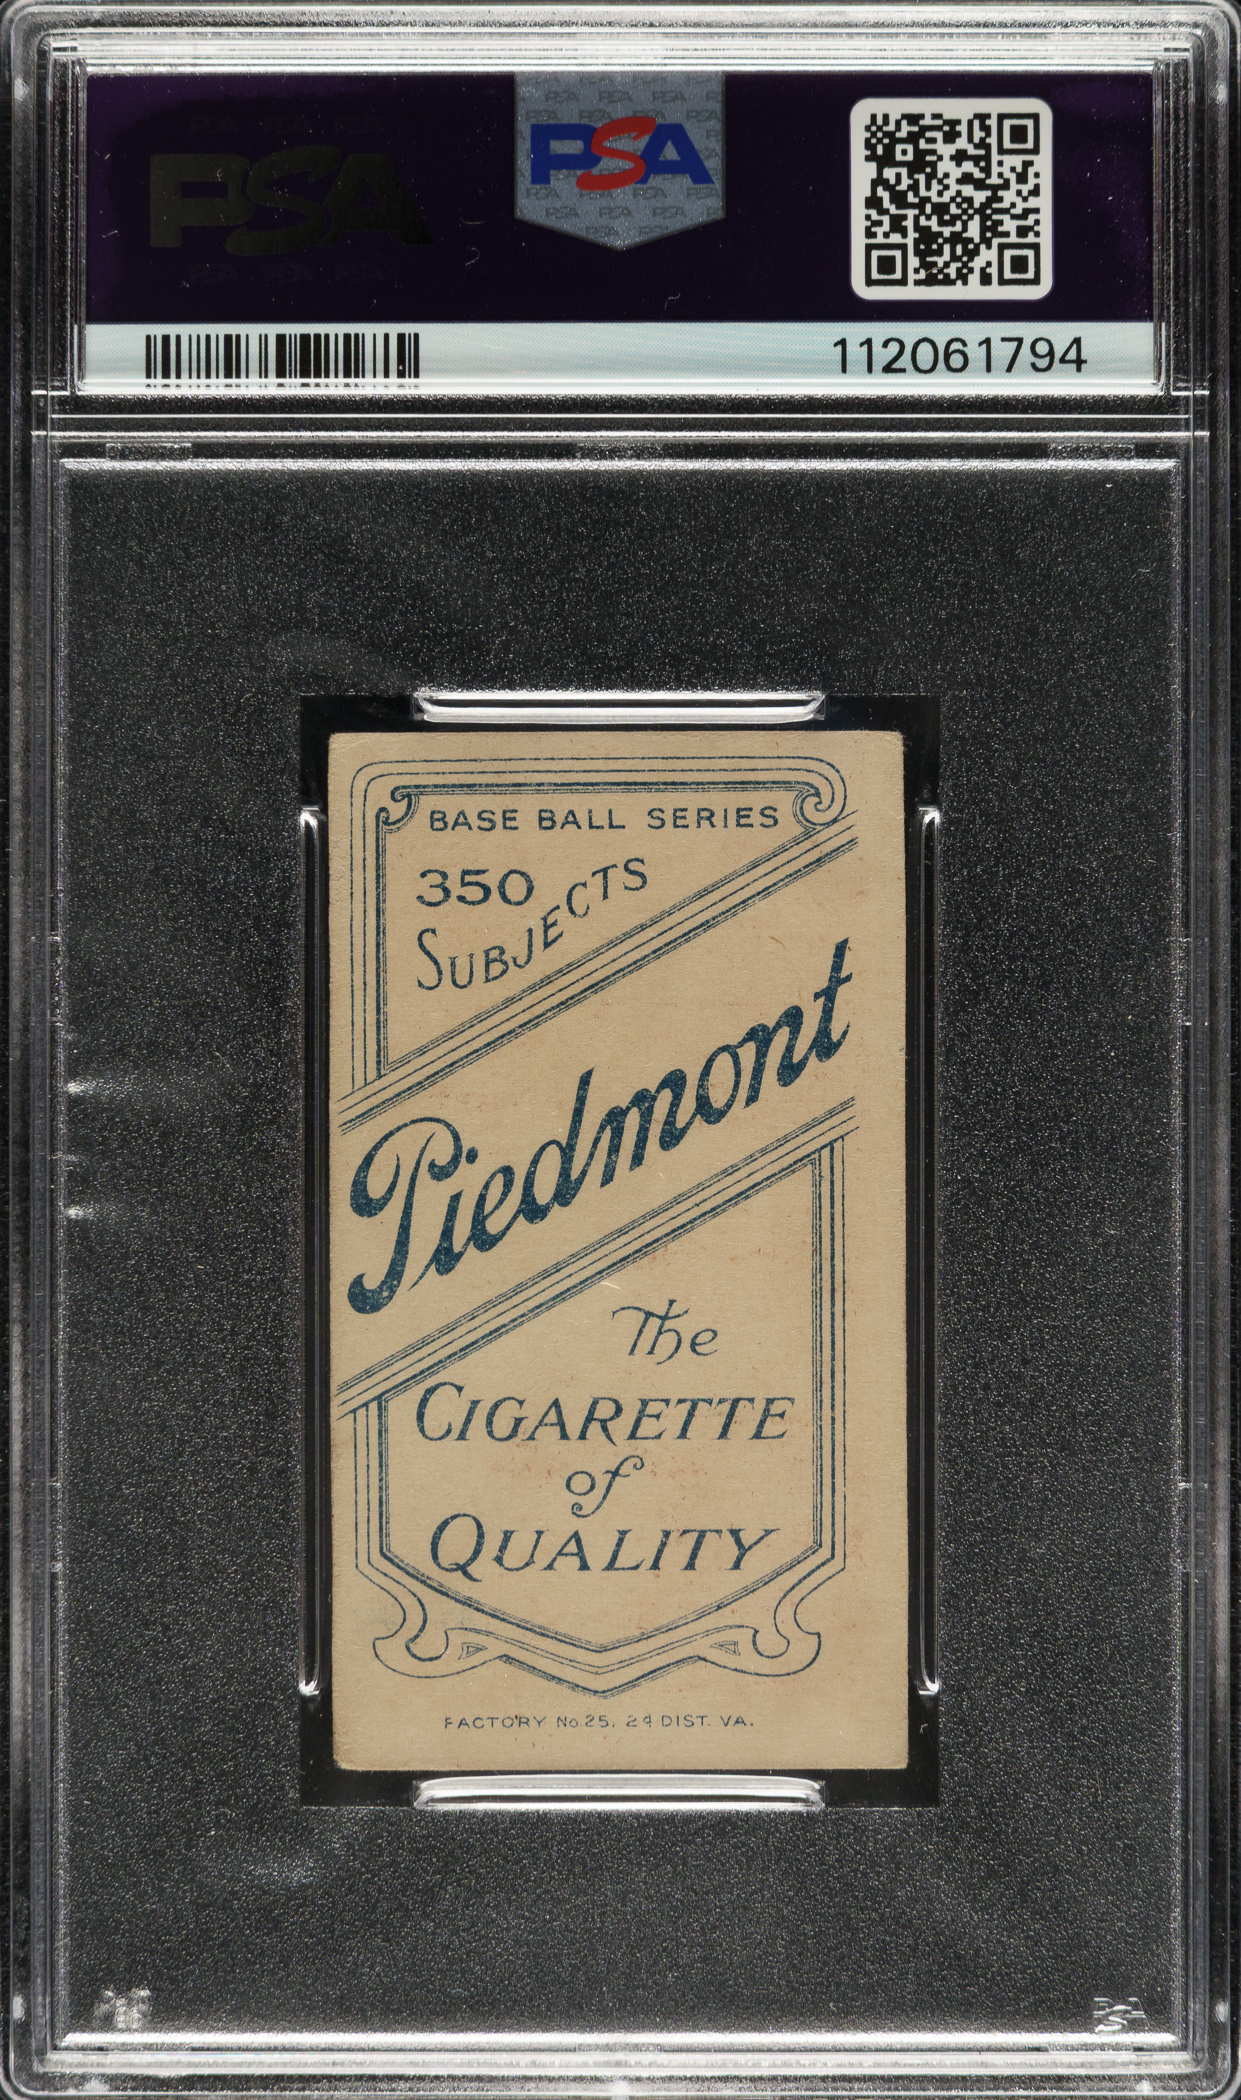 PSA
PSA
112061794
BASE BALL SERIES
350
SUBJECTS
Piedmont
The
CIGARETTE
of
QUALITY
FACTORY No. 25. 2d DIST. VA.